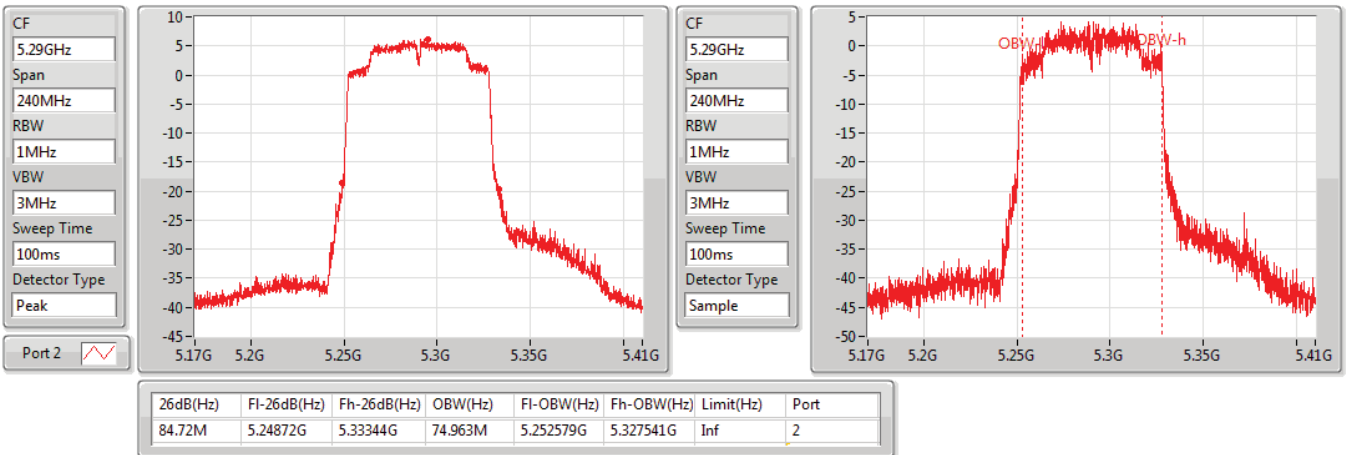 CF
5.29GHz
Span
240MHz
RBW
1MHz
VBW
3MHz
Sweep Time
100ms
Detector Type
Peak
Port 2
10
5
0
-5
-10
-15
-20
-25
-30
-35
-40
-45
5.17G 5.2G 5.25G 5.3G 5.35G 5.41G
CF
5.29GHz
Span
240MHz
RBW
1MHz
VBW
3MHz
Sweep Time
100ms
Detector Type
Sample
5
0
-5
-10
-15
-20
-25
-30
-35
-40
-45
-50
OBW-h
5.17G 5.2G 5.25G 5.3G 5.35G 5.41G
26dB(Hz) Fl-26dB(Hz) Fh-26dB(Hz) OBW(Hz) Fl-OBW(Hz) Fh-OBW(Hz) Limit(Hz) Port
84.72M 5.24872G 5.33344G 74.963M 5.252579G 5.327541G Inf 2